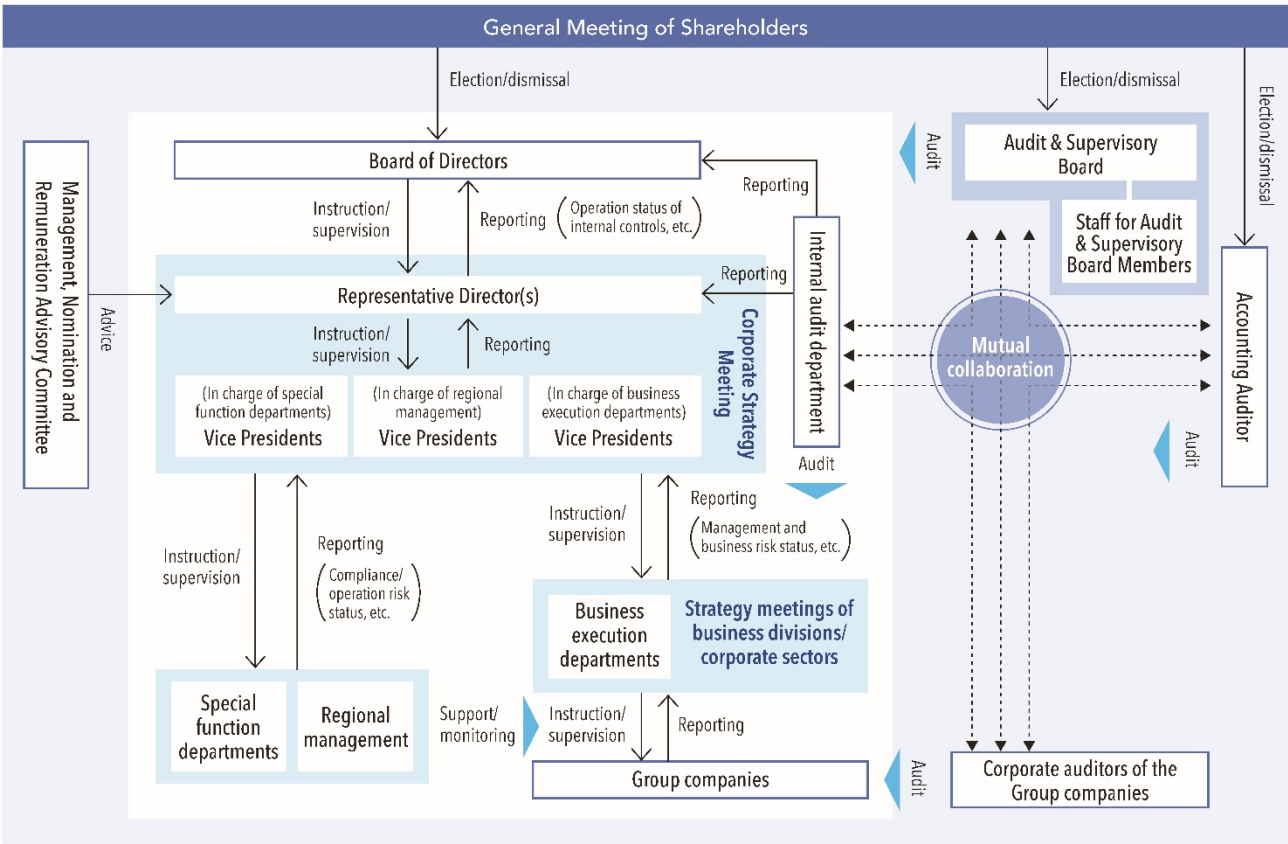 General Meeting of Shareholders
Election/dismissal
Election/dismissal
Election/dismissal
Management, Nomination and
Remuneration Advisory Committee
Advice
Board of Directors
Instruction/
supervision
Reporting
(Operation status of
internal controls, etc.)
Reporting
Reporting
Representative Director(s)
Instruction/
supervision
Reporting
Corporate Strategy
Meeting
(In charge of special
function departments)
Vice Presidents
(In charge of regional
management)
Vice Presidents
(In charge of business
execution departments)
Vice Presidents
Internal audit department
Audit
Audit
Audit & Supervisory
Board
Staff for Audit
& Supervisory
Board Members
Mutual
collaboration
Accounting Auditor
Audit
Instruction/
supervision
Reporting
(Compliance/
operation risk
status, etc.)
Instruction/
supervision
Reporting
(Management and
business risk status, etc.)
Business
execution
departments
Strategy meetings of
business divisions/
corporate sectors
Special
function
departments
Regional
management
Support/
monitoring
Instruction/
supervision
Reporting
Group companies
Audit
Corporate auditors of the
Group companies